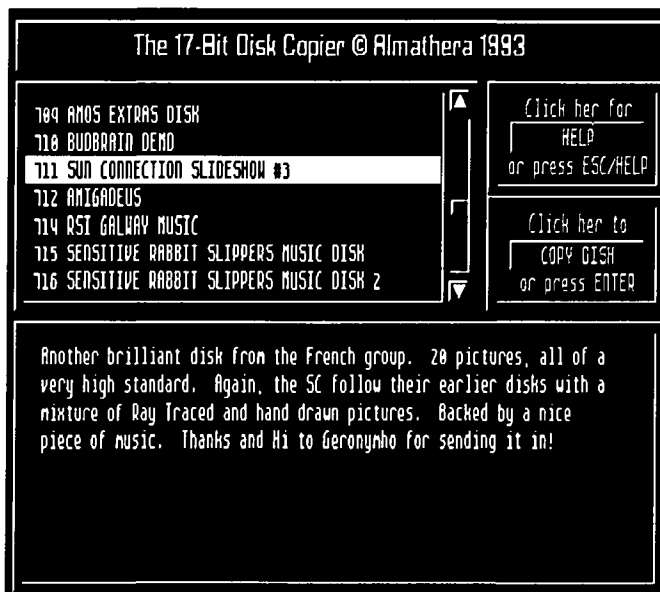 The 17-Bit Disk Copier © Almathera 1993
709 AMOS EXTRAS DISK
710 BUDBRAIN DEMO
711 SUN CONNECTION SLIDESHOW #3
712 AMIGADEUS
714 RSI GALWAY MUSIC
715 SENSITIVE RABBIT SLIPPERS MUSIC DISK
716 SENSITIVE RABBIT SLIPPERS MUSIC DISK 2
Click her for
HELP
or press ESC/HELP
Click her to
COPY DISK
or press ENTER
Another brilliant disk from the French group. 20 pictures, all of a
very high standard. Again, the SC follow their earlier disks with a
mixture of Ray Traced and hand drawn pictures. Backed by a nice
piece of music. Thanks and Hi to Geronymho for sending it in!